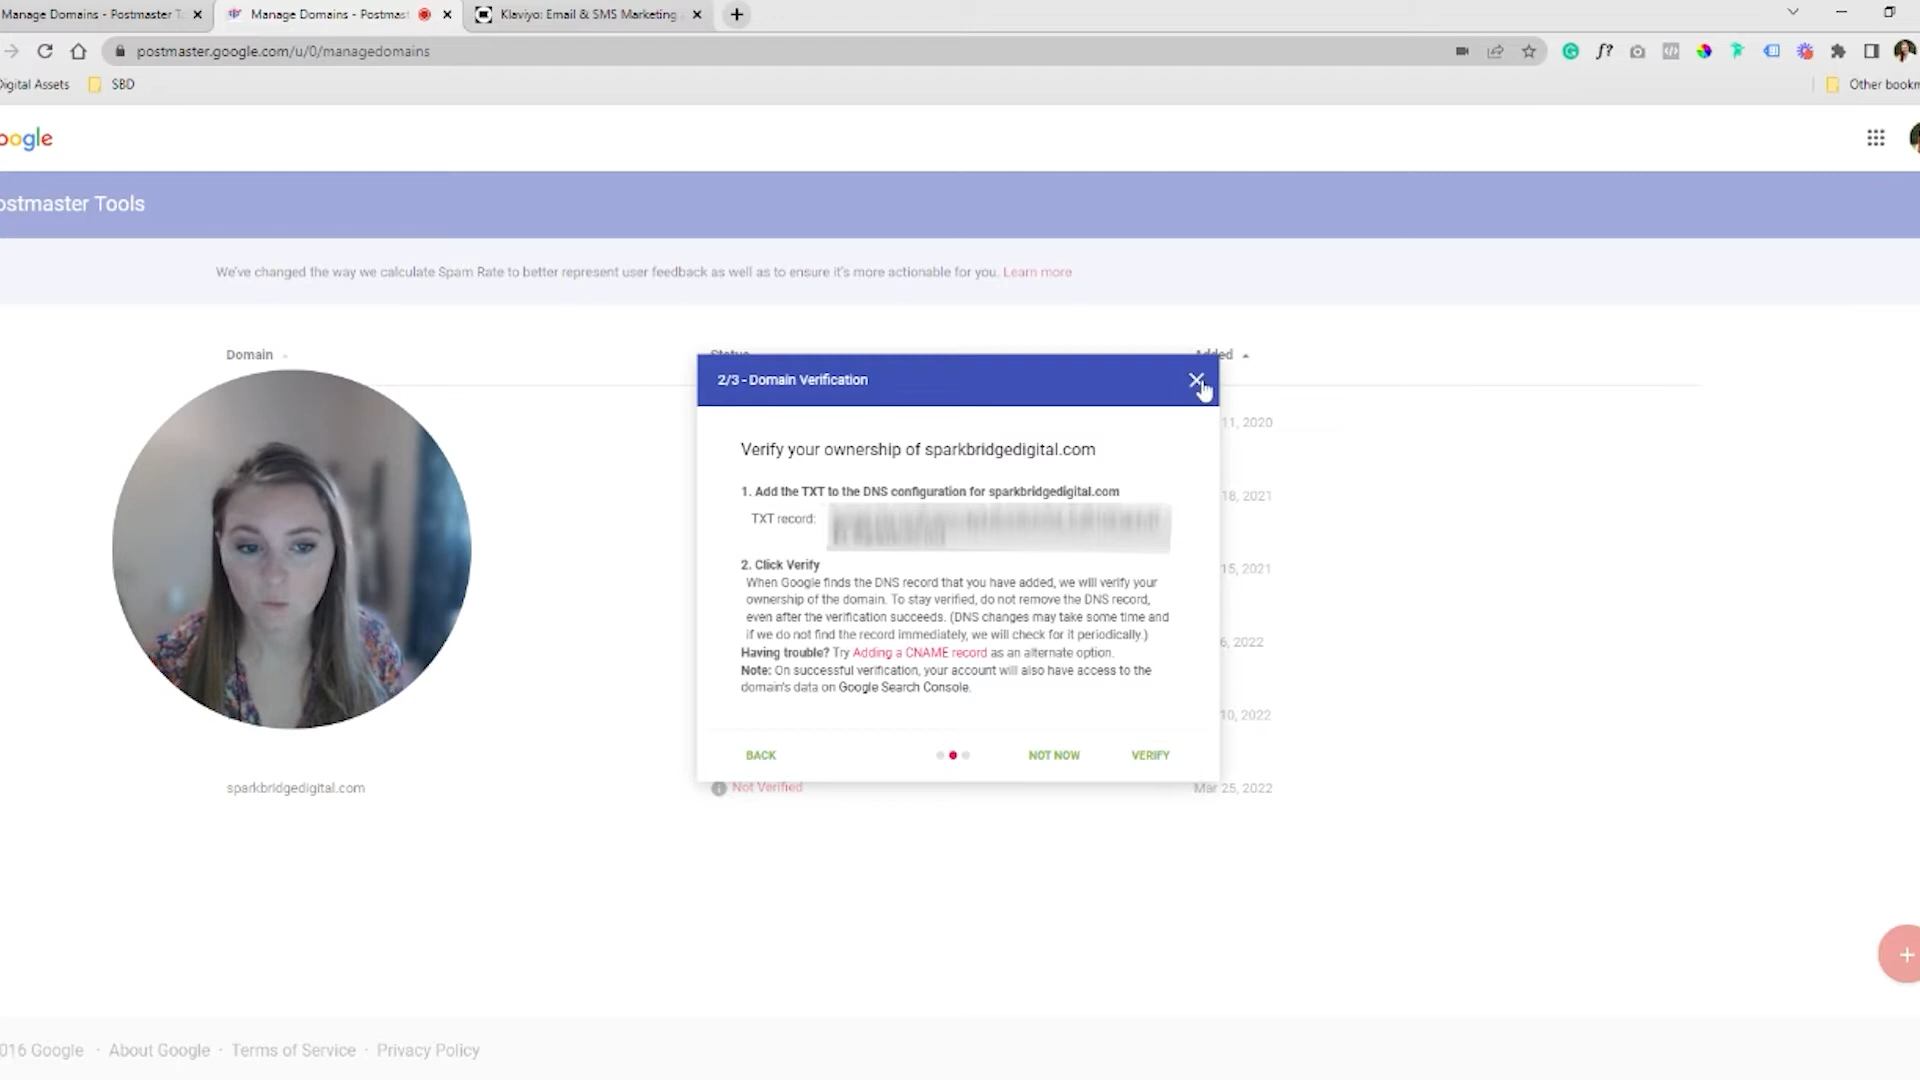 Manage Domains - Postmaster T
Manage Domains - Postmast
Klaviyo: Email & SMS Marketing
postmaster.google.com/u/0/managedomains
Digital Assets
SBD
Other bookm
oogle
ostmaster Tools
We've changed the way we calculate Spam Rate to better represent user feedback as well as to ensure it's more actionable for you. Learn more
Domain
Status
Added
2/3 - Domain Verification
11, 2020
Verify your ownership of sparkbridgedigital.com
1. Add the TXT to the DNS configuration for sparkbridgedigital.com
18, 2021
TXT record:
2. Click Verify
15, 2021
When Google finds the DNS record that you have added, we will verify your
ownership of the domain. To stay verified, do not remove the DNS record,
even after the verification succeeds. (DNS changes may take some time and
if we do not find the record immediately, we will check for it periodically.)
6, 2022
Having trouble? Try Adding a CNAME record as an alternate option.
Note: On successful verification, your account will also have access to the
domain's data on Google Search Console.
10, 2022
BACK
NOT NOW
VERIFY
sparkbridgedigital.com
Not Verified
Mar 25, 2022
016 Google · About Google · Terms of Service · Privacy Policy